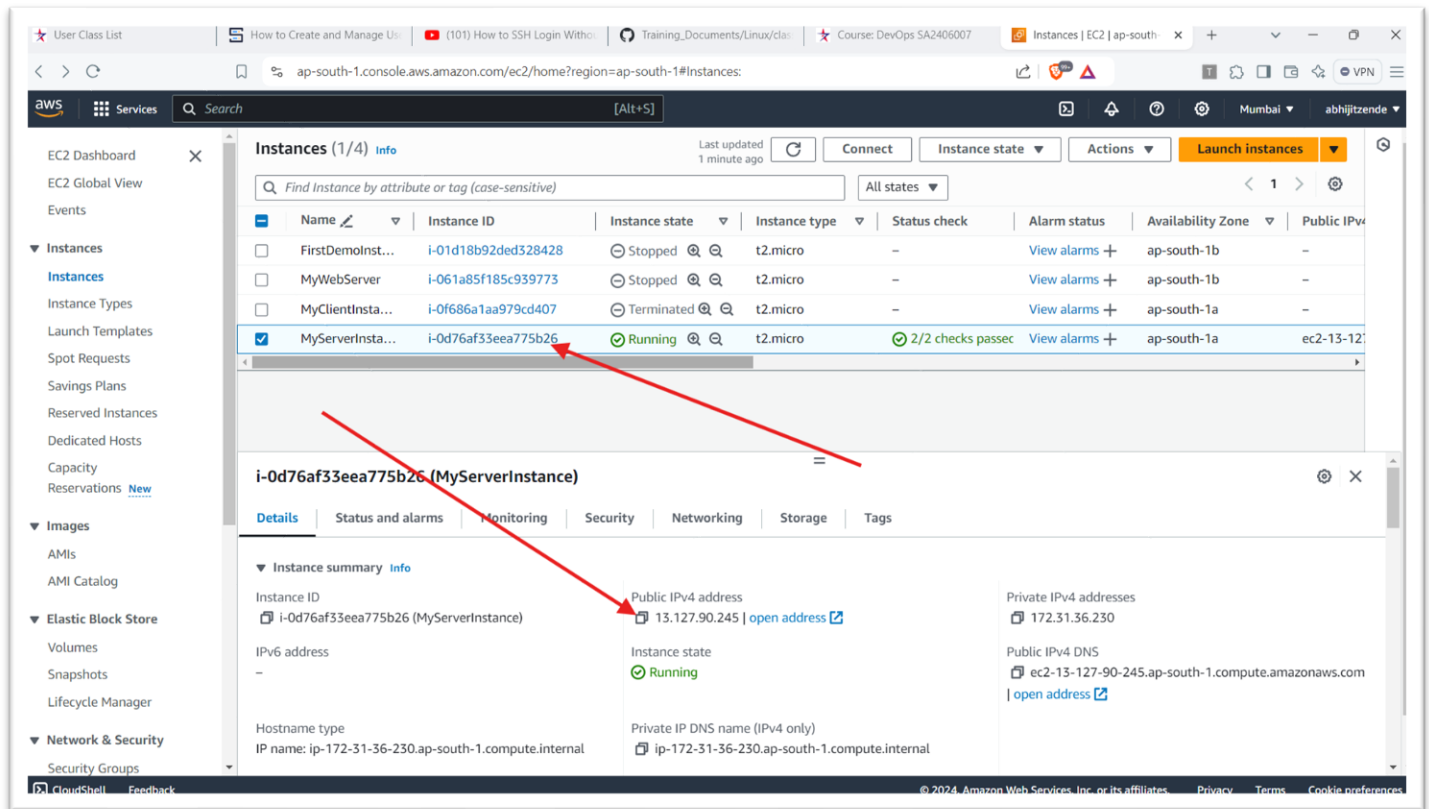 User Class List
How to Create and Manage Us
(101) How to SSH Login Withou
Training_Documents/Linux/clas
Course: DevOps SA2406007
Instances | EC2 | ap-south-
ap-south-1.console.aws.amazon.com/ec2/home?region=ap-south-1#Instances:
VPN
aws
Services
Search
[Alt+S]
Mumbai
abhijitzende
EC2 Dashboard
EC2 Global View
Events
Instances
Instances
Instance Types
Launch Templates
Spot Requests
Savings Plans
Reserved Instances
Dedicated Hosts
Capacity
Reservations New
Images
AMIs
AMI Catalog
Elastic Block Store
Volumes
Snapshots
Lifecycle Manager
Network & Security
Security Groups
Instances (1/4) Info
Last updated
1 minute ago
Connect
Instance state
Actions
Launch instances
Find Instance by attribute or tag (case-sensitive)
All states
1
Name Instance ID Instance state Instance type Status check Alarm status Availability Zone Public IPv4
FirstDemoInst... i-01d18b92ded328428 Stopped t2.micro – View alarms + ap-south-1b –
MyWebServer i-061a85f185c939773 Stopped t2.micro – View alarms + ap-south-1b –
MyClientInsta... i-0f686a1aa979cd407 Terminated t2.micro – View alarms + ap-south-1a –
MyServerInsta... i-0d76af33eea775b26 Running t2.micro 2/2 checks passed View alarms + ap-south-1a ec2-13-127
i-0d76af33eea775b26 (MyServerInstance)
Details
Status and alarms
Monitoring
Security
Networking
Storage
Tags
Instance summary Info
Instance ID
i-0d76af33eea775b26 (MyServerInstance)
Public IPv4 address
13.127.90.245 | open address
Private IPv4 addresses
172.31.36.230
IPv6 address
–
Instance state
Running
Public IPv4 DNS
ec2-13-127-90-245.ap-south-1.compute.amazonaws.com
| open address
Hostname type
IP name: ip-172-31-36-230.ap-south-1.compute.internal
Private IP DNS name (IPv4 only)
ip-172-31-36-230.ap-south-1.compute.internal
CloudShell
Feedback
© 2024, Amazon Web Services, Inc. or its affiliates.
Privacy
Terms
Cookie preferences